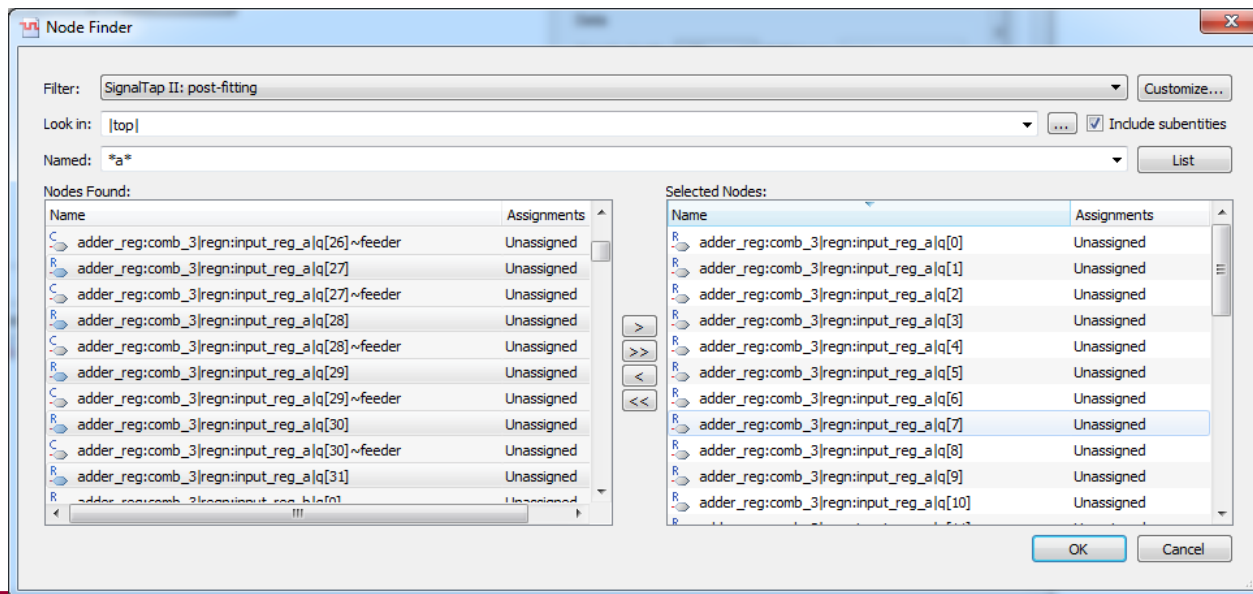 Node Finder
Filter: SignalTap II: post-fitting Customize...
Look in: |top| ... Include subentities
Named: *a* List
Nodes Found:
Name Assignments
C adder_reg:comb_3|regn:input_reg_a|q[26]~feeder Unassigned
R adder_reg:comb_3|regn:input_reg_a|q[27] Unassigned
C adder_reg:comb_3|regn:input_reg_a|q[27]~feeder Unassigned
R adder_reg:comb_3|regn:input_reg_a|q[28] Unassigned
C adder_reg:comb_3|regn:input_reg_a|q[28]~feeder Unassigned
R adder_reg:comb_3|regn:input_reg_a|q[29] Unassigned
C adder_reg:comb_3|regn:input_reg_a|q[29]~feeder Unassigned
R adder_reg:comb_3|regn:input_reg_a|q[30] Unassigned
C adder_reg:comb_3|regn:input_reg_a|q[30]~feeder Unassigned
R adder_reg:comb_3|regn:input_reg_a|q[31] Unassigned
R adder_reg:comb_3|regn:input_reg_b|q[0] Unassigned
>
>>
<
<<
Selected Nodes:
Name Assignments
R adder_reg:comb_3|regn:input_reg_a|q[0] Unassigned
R adder_reg:comb_3|regn:input_reg_a|q[1] Unassigned
R adder_reg:comb_3|regn:input_reg_a|q[2] Unassigned
R adder_reg:comb_3|regn:input_reg_a|q[3] Unassigned
R adder_reg:comb_3|regn:input_reg_a|q[4] Unassigned
R adder_reg:comb_3|regn:input_reg_a|q[5] Unassigned
R adder_reg:comb_3|regn:input_reg_a|q[6] Unassigned
R adder_reg:comb_3|regn:input_reg_a|q[7] Unassigned
R adder_reg:comb_3|regn:input_reg_a|q[8] Unassigned
R adder_reg:comb_3|regn:input_reg_a|q[9] Unassigned
R adder_reg:comb_3|regn:input_reg_a|q[10] Unassigned
R
OK Cancel